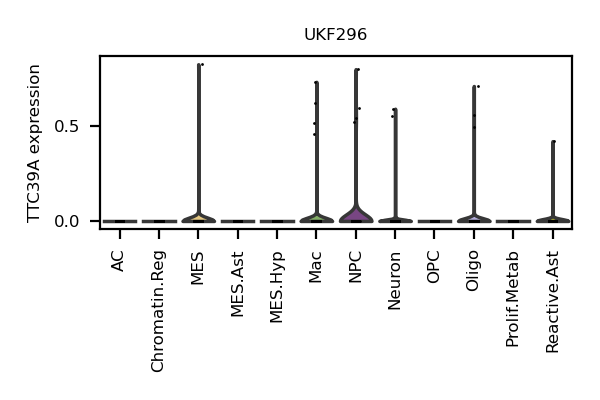 UKF296
TTC39A expression
0.5
0.0
AC
Chromatin.Reg
MES
MES.Ast
MES.Hyp
Mac
NPC
Neuron
OPC
Oligo
Prolif.Metab
Reactive.Ast